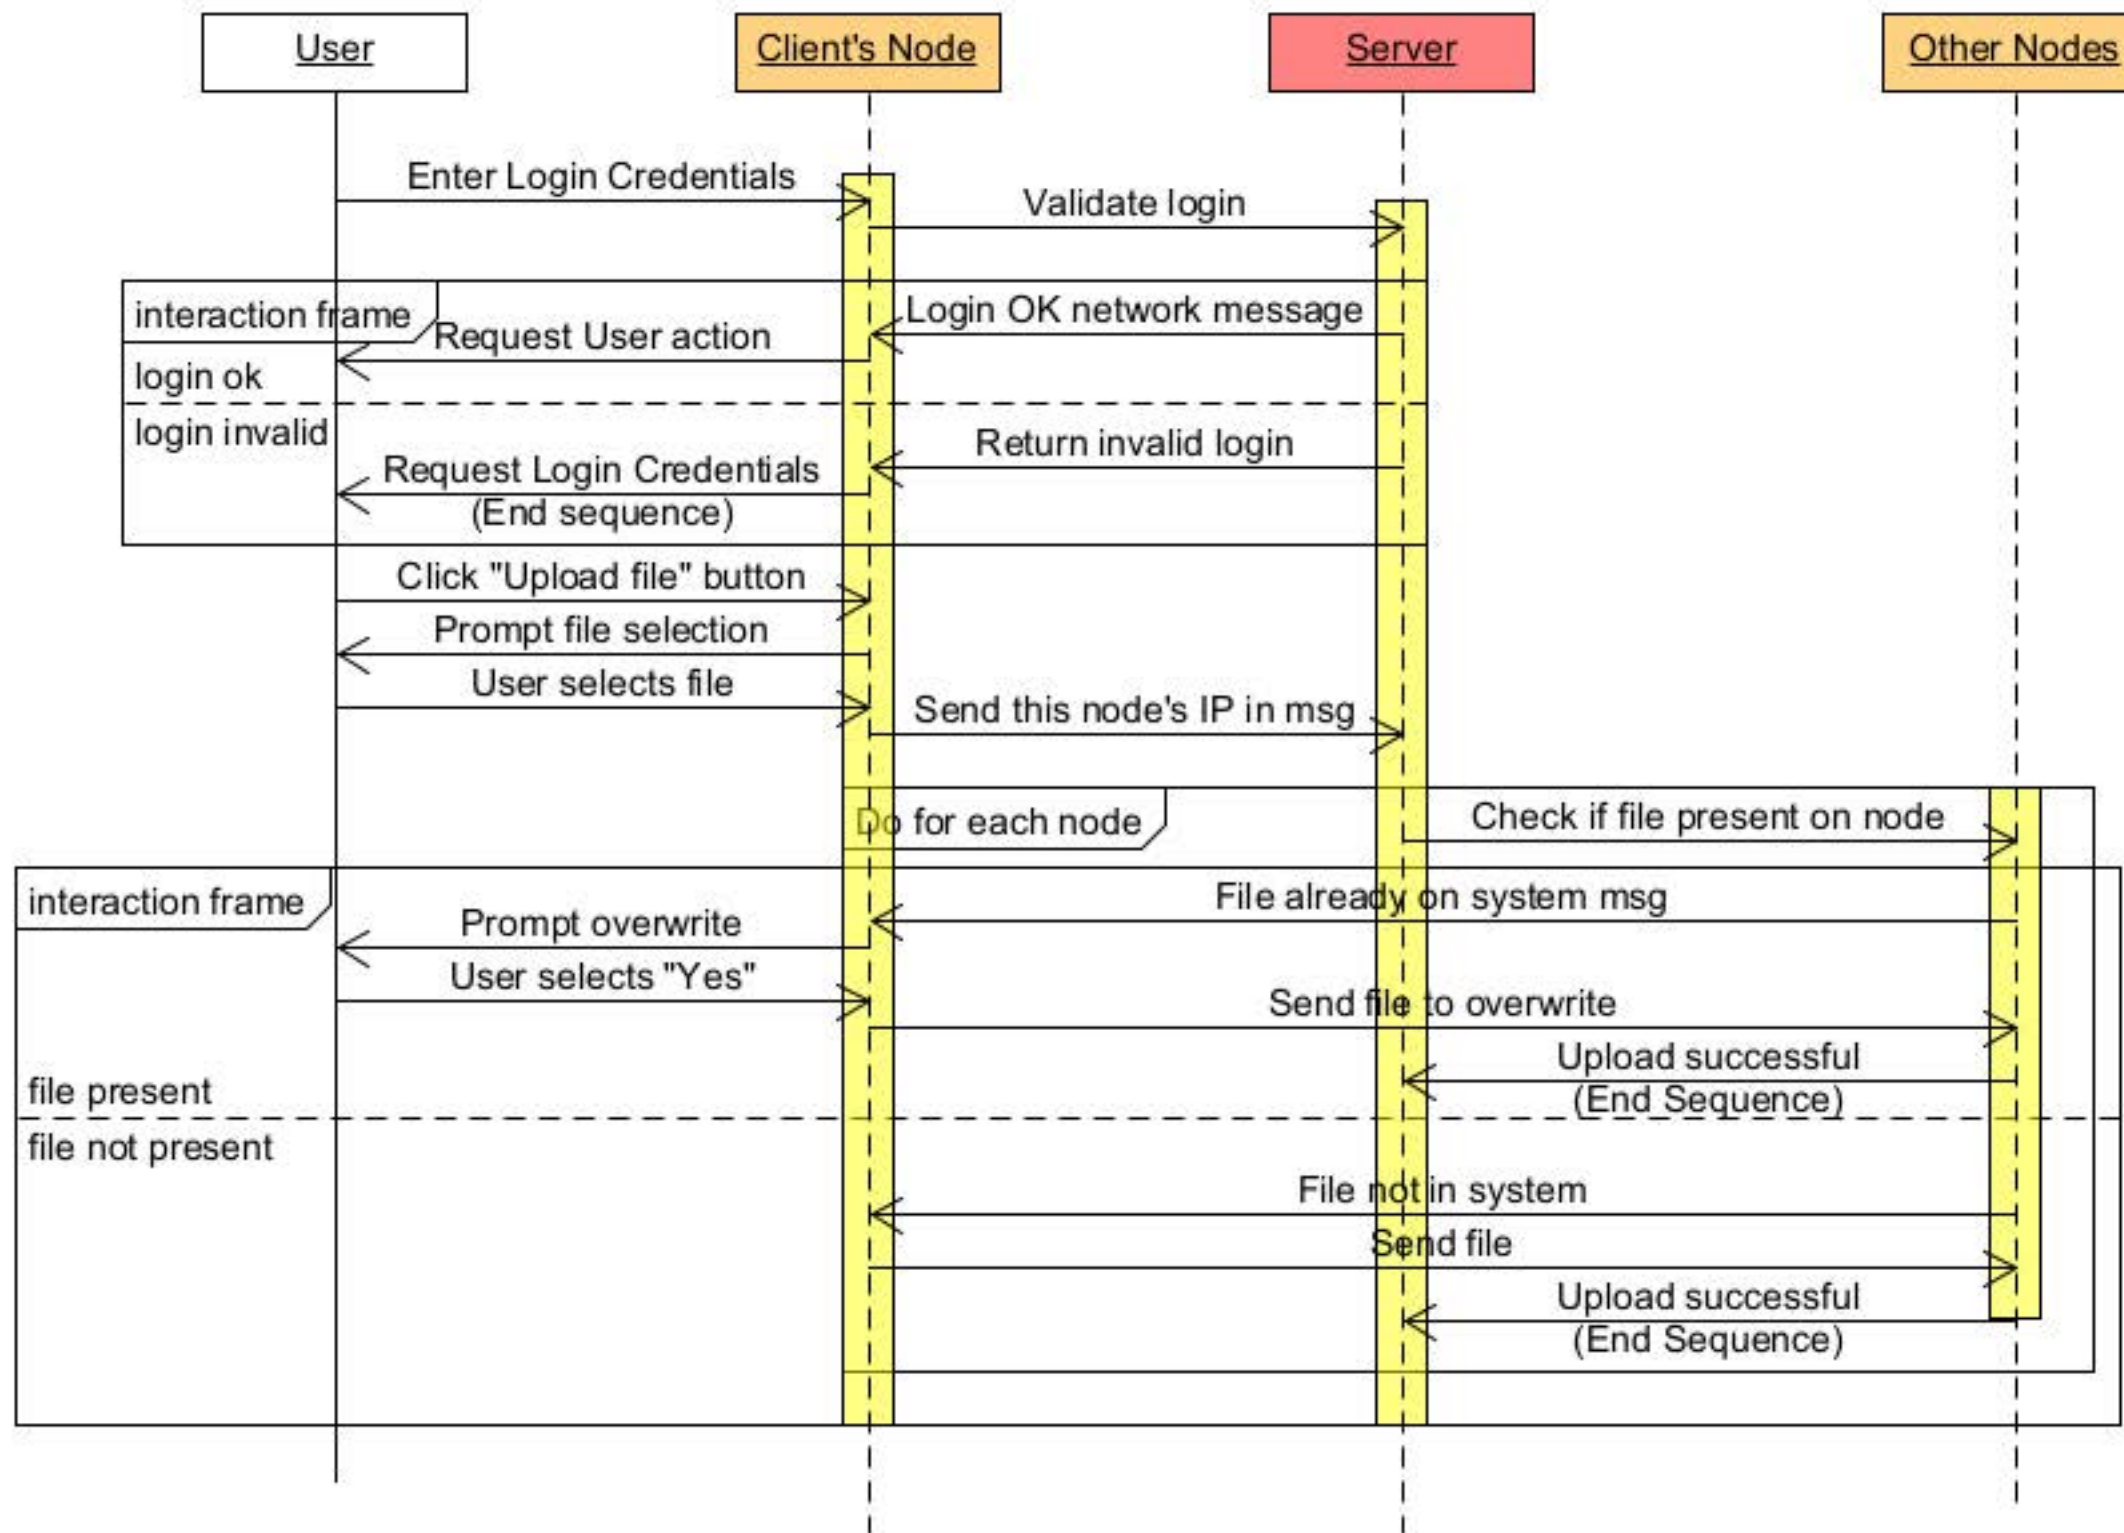 User
Client's Node
Server
Other Nodes
Enter Login Credentials
Validate login
interaction frame
Login OK network message
Request User action
login ok
login invalid
Return invalid login
Request Login Credentials
(End sequence)
Click "Upload file" button
Prompt file selection
User selects file
Send this node's IP in msg
Do for each node
Check if file present on node
interaction frame
File already on system msg
Prompt overwrite
User selects "Yes"
Send file to overwrite
Upload successful
(End Sequence)
file present
file not present
File not in system
Send file
Upload successful
(End Sequence)